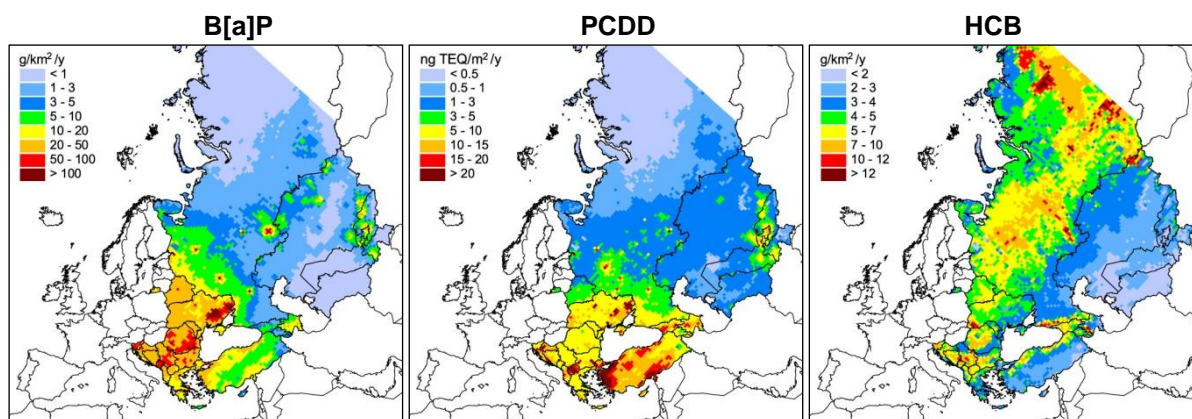 B[a]P
PCDD
HCB
g/km²/y
< 1
1 - 3
3 - 5
5 - 10
10 - 20
20 - 50
50 - 100
> 100
ng TEQ/m²/y
< 0.5
0.5 - 1
1 - 3
3 - 5
5 - 10
10 - 15
15 - 20
> 20
g/km²/y
< 2
2 - 3
3 - 4
4 - 5
5 - 7
7 - 10
10 - 12
> 12